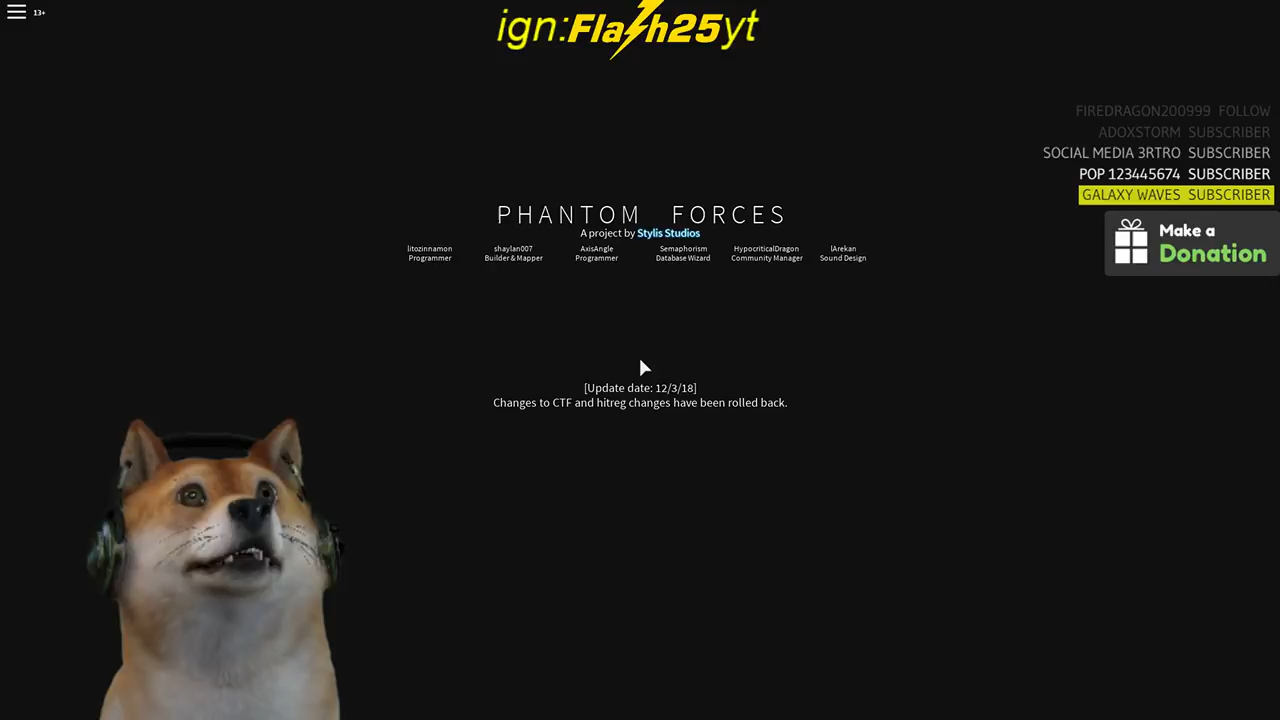 13+
ign:Flash25yt
FIREDRAGON200999 FOLLOW
ADOXSTORM SUBSCRIBER
SOCIAL MEDIA 3RTRO SUBSCRIBER
POP 123445674 SUBSCRIBER
GALAXY WAVES SUBSCRIBER
Make a
Donation
PHANTOM FORCES
A project by Stylis Studios
litozinnamon shaylan007 AxisAngle Semaphorism HypocriticalDragon lArekan
Programmer Builder & Mapper Programmer Database Wizard Community Manager Sound Design
[Update date: 12/3/18]
Changes to CTF and hitreg changes have been rolled back.